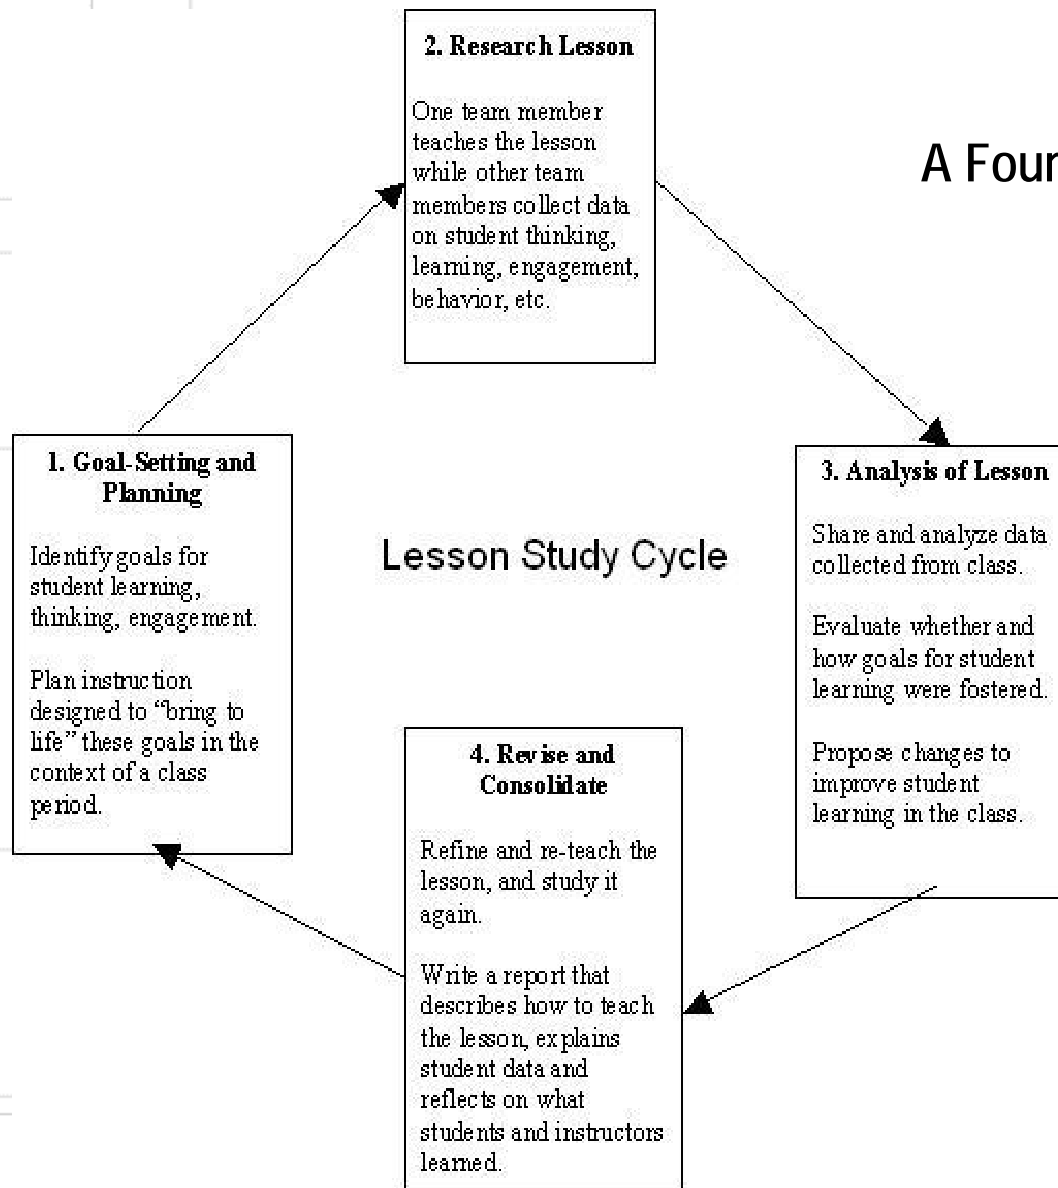 A Four
Lesson Study Cycle
1. Goal-Setting and
Planning
Identify goals for
student learning,
thinking, engagement.
Plan instruction
designed to “bring to
life” these goals in the
context of a class
period.
2. Research Lesson
One team member
teaches the lesson
while other team
members collect data
on student thinking,
learning, engagement,
behavior, etc.
3. Analysis of Lesson
Share and analyze data
collected from class.
Evaluate whether and
how goals for student
learning were fostered.
Propose changes to
improve student
learning in the class.
4. Revise and
Consolidate
Refine and re-teach the
lesson, and study it
again.
Write a report that
describes how to teach
the lesson, explains
student data and
reflects on what
students and instructors
learned.